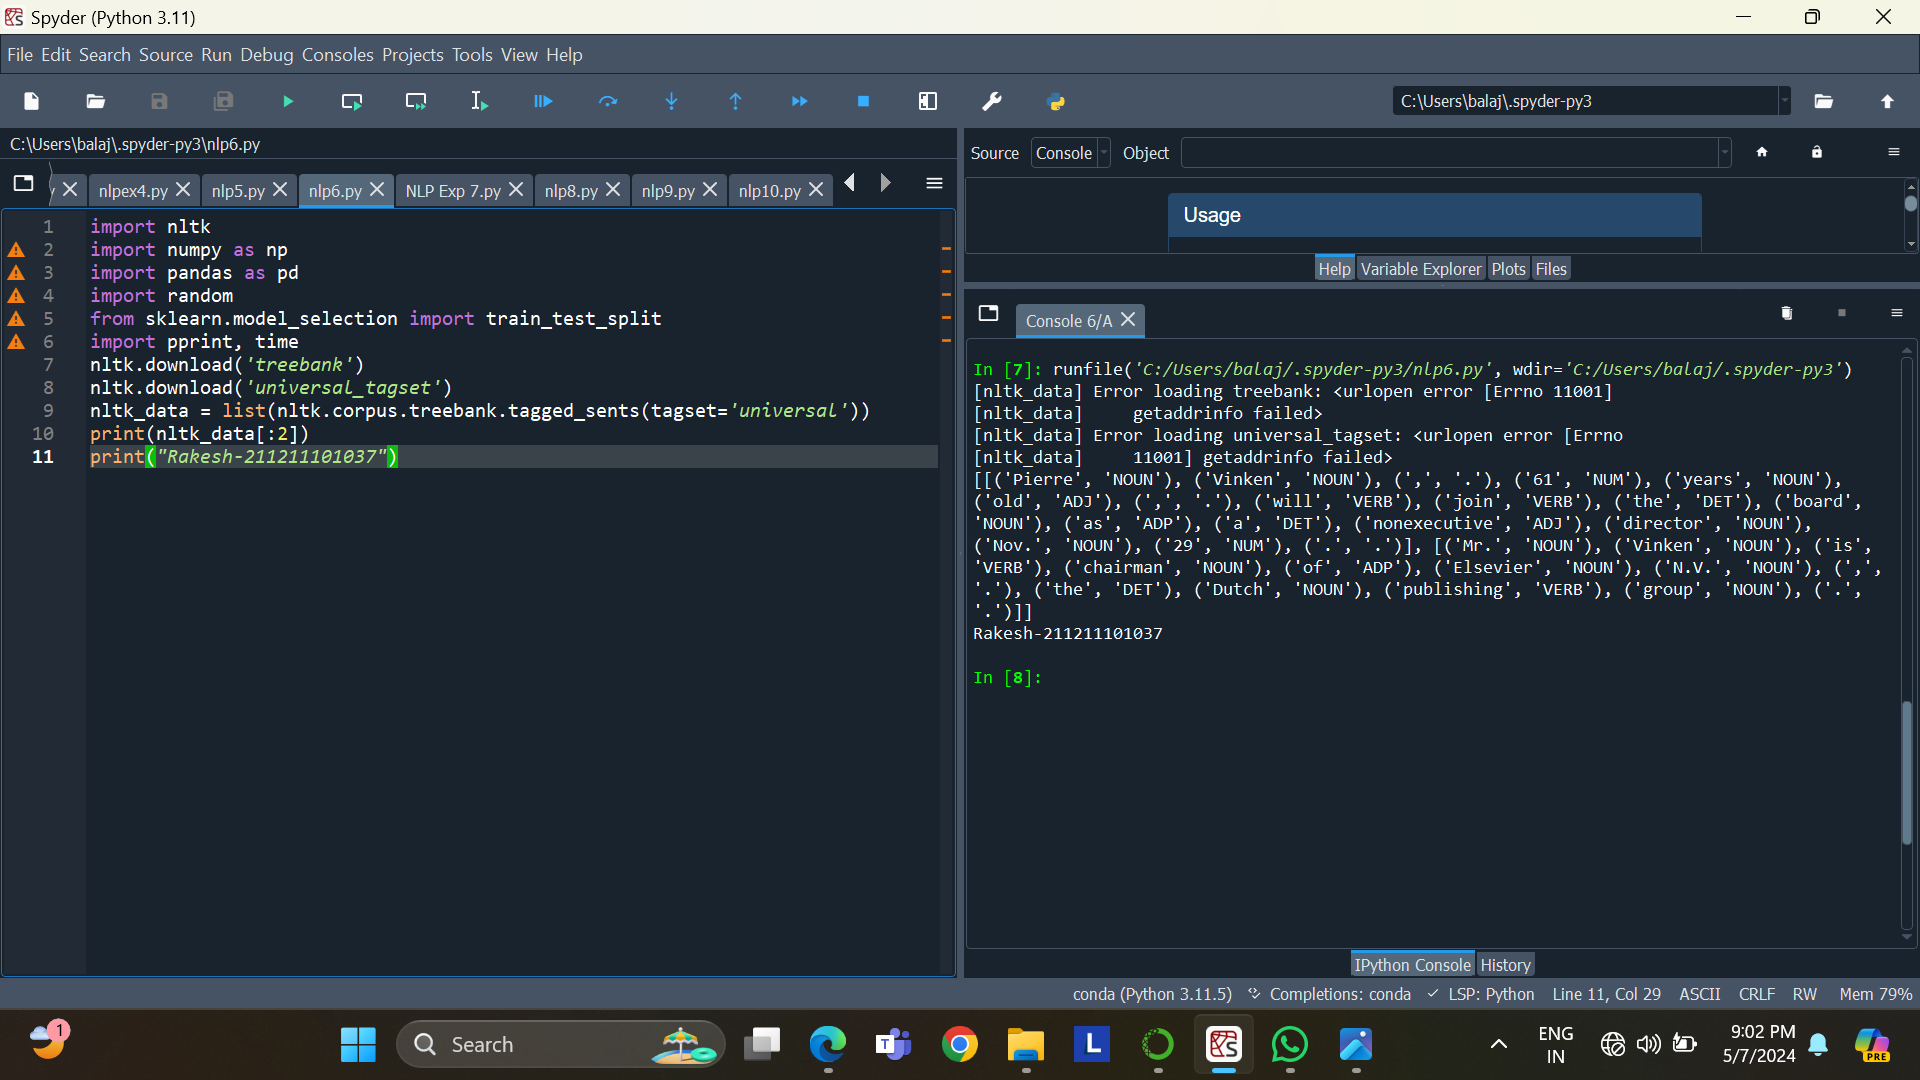 Spyder (Python 3.11)
File Edit Search Source Run Debug Consoles Projects Tools View Help
C:\Users\balaj\.spyder-py3
C:\Users\balaj\.spyder-py3\nlp6.py
nlpex4.py nlp5.py nlp6.py NLP Exp 7.py nlp8.py nlp9.py nlp10.py
1 import nltk
2 import numpy as np
3 import pandas as pd
4 import random
5 from sklearn.model_selection import train_test_split
6 import pprint, time
7 nltk.download('treebank')
8 nltk.download('universal_tagset')
9 nltk_data = list(nltk.corpus.treebank.tagged_sents(tagset='universal'))
10 print(nltk_data[:2])
11 print("Rakesh-211211101037")
Source Console Object
Usage
Help Variable Explorer Plots Files
Console 6/A
In [7]: runfile('C:/Users/balaj/.spyder-py3/nlp6.py', wdir='C:/Users/balaj/.spyder-py3')
[nltk_data] Error loading treebank: <urlopen error [Errno 11001]
[nltk_data]     getaddrinfo failed>
[nltk_data] Error loading universal_tagset: <urlopen error [Errno
[nltk_data]     11001] getaddrinfo failed>
[[('Pierre', 'NOUN'), ('Vinken', 'NOUN'), (',', '.'), ('61', 'NUM'), ('years', 'NOUN'),
('old', 'ADJ'), (',', '.'), ('will', 'VERB'), ('join', 'VERB'), ('the', 'DET'), ('board',
'NOUN'), ('as', 'ADP'), ('a', 'DET'), ('nonexecutive', 'ADJ'), ('director', 'NOUN'),
('Nov.', 'NOUN'), ('29', 'NUM'), ('.', '.')], [('Mr.', 'NOUN'), ('Vinken', 'NOUN'), ('is',
'VERB'), ('chairman', 'NOUN'), ('of', 'ADP'), ('Elsevier', 'NOUN'), ('N.V.', 'NOUN'), (',',
'.'), ('the', 'DET'), ('Dutch', 'NOUN'), ('publishing', 'VERB'), ('group', 'NOUN'), ('.',
'.')]]
Rakesh-211211101037
In [8]:
IPython Console History
conda (Python 3.11.5) Completions: conda LSP: Python Line 11, Col 29 ASCII CRLF RW Mem 79%
1
Search
T
L
ENG
IN
9:02 PM
5/7/2024
PRE